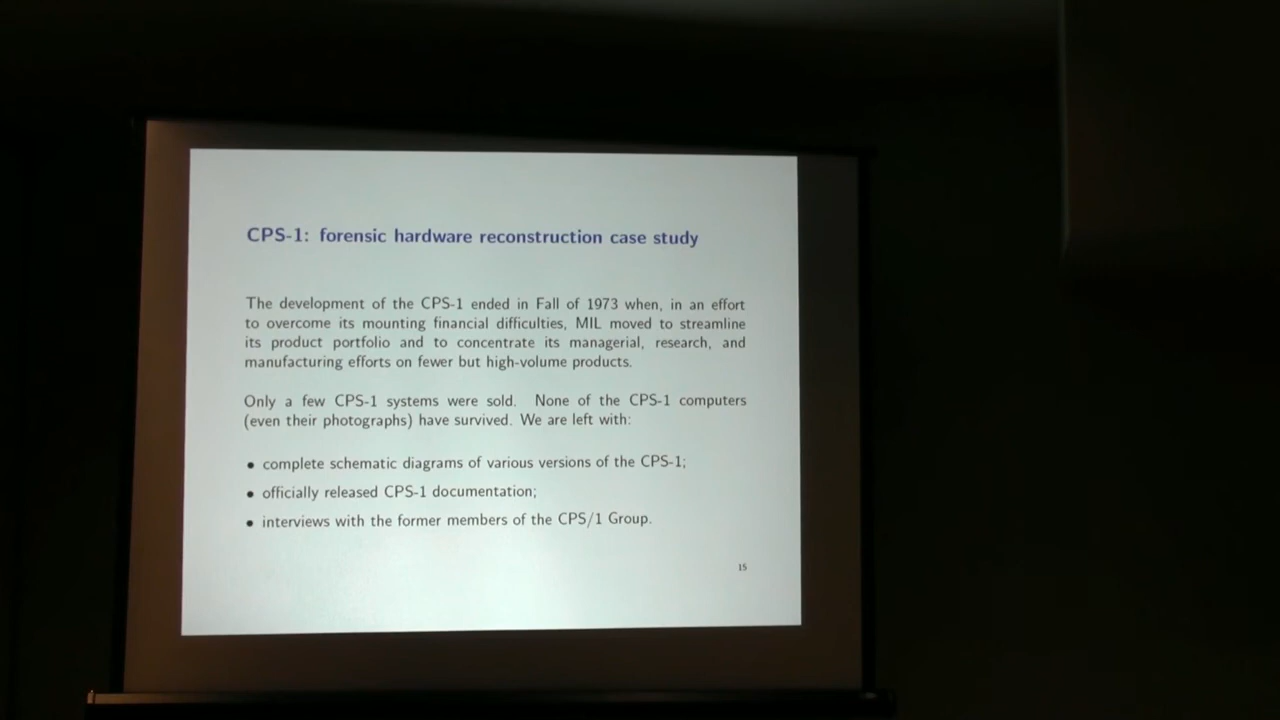 CPS-1: forensic hardware reconstruction case study
The development of the CPS-1 ended in Fall of 1973 when, in an effort
to overcome its mounting financial difficulties, MIL moved to streamline
its product portfolio and to concentrate its managerial, research, and
manufacturing efforts on fewer but high-volume products.
Only a few CPS-1 systems were sold. None of the CPS-1 computers
(even their photographs) have survived. We are left with:
• complete schematic diagrams of various versions of the CPS-1;
• officially released CPS-1 documentation;
• interviews with the former members of the CPS/1 Group.
15